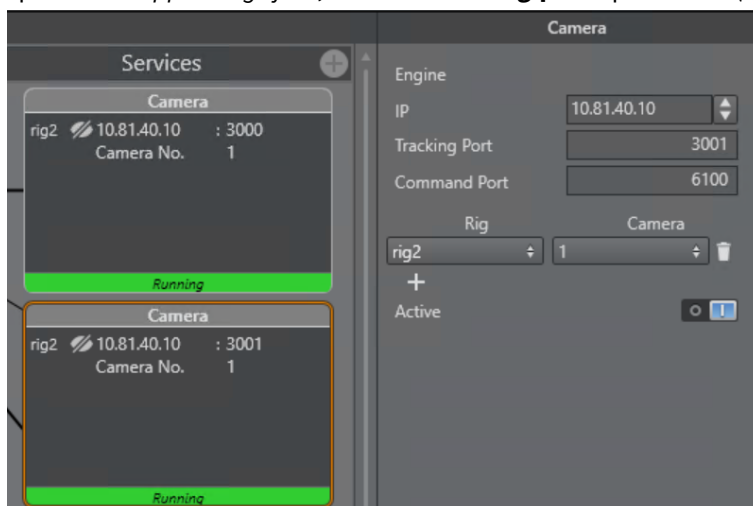 Camera
Services
Camera
rig2 10.81.40.10 : 3000
Camera No. 1
Running
Camera
rig2 10.81.40.10 : 3001
Camera No. 1
Running
Engine
IP 10.81.40.10
Tracking Port 3001
Command Port 6100
Rig Camera
rig2 1
Active